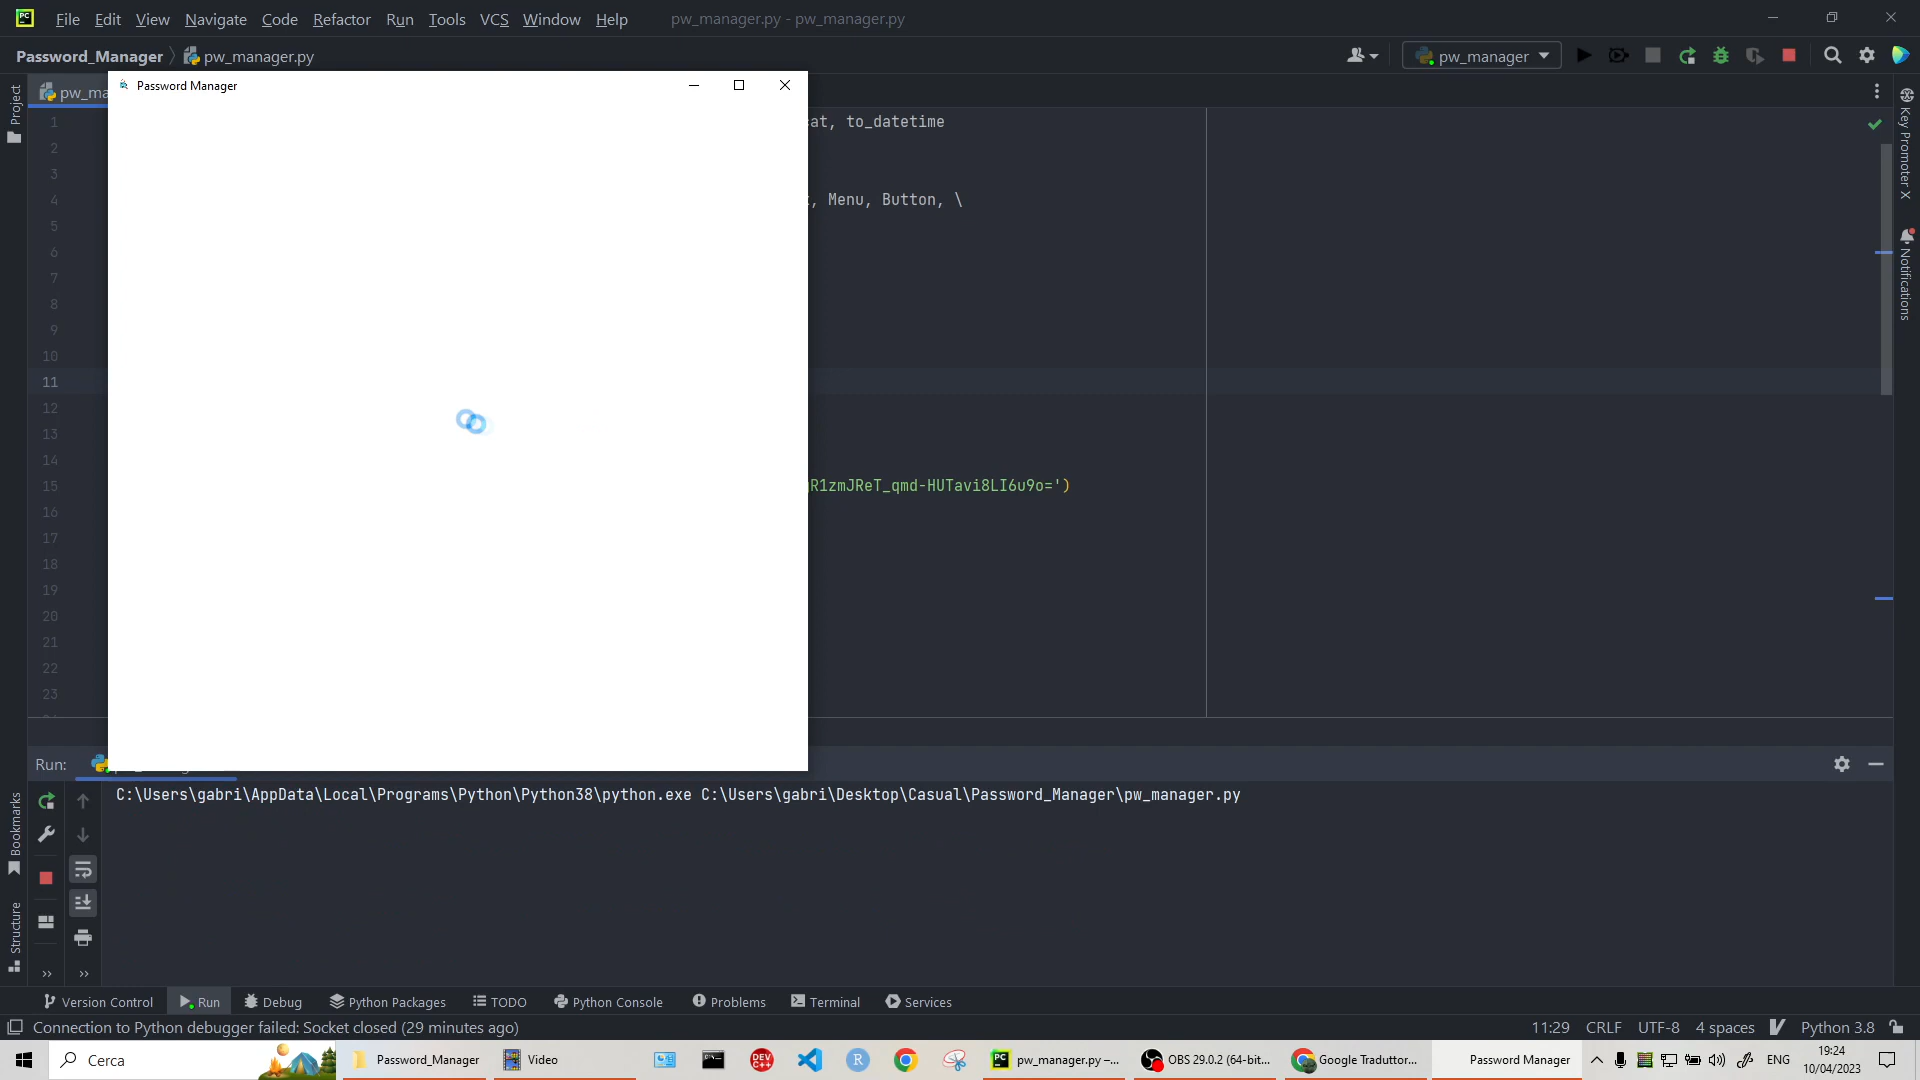 File Edit View Navigate Code Refactor Run Tools VCS Window Help pw_manager.py - pw_manager.py
Password_Manager pw_manager.py pw_manager
Password Manager
Project
Key Promoter X
Notifications
1 to_datetime
2
3
4 , Menu, Button, \
5
6
7
8
9
10
11
12
13
14
15 R1zmJReT_qmd-HUTavi8LI6u9o=')
16
17
18
19
20
21
22
23
Run:
C:\Users\gabri\AppData\Local\Programs\Python\Python38\python.exe C:\Users\gabri\Desktop\Casual\Password_Manager\pw_manager.py
Bookmarks
Structure
Version Control Run Debug Python Packages TODO Python Console Problems Terminal Services
Connection to Python debugger failed: Socket closed (29 minutes ago) 11:29 CRLF UTF-8 4 spaces Python 3.8
Cerca Password_Manager Video pw_manager.py –... OBS 29.0.2 (64-bit... Google Traduttor... Password Manager ENG 19:24
10/04/2023